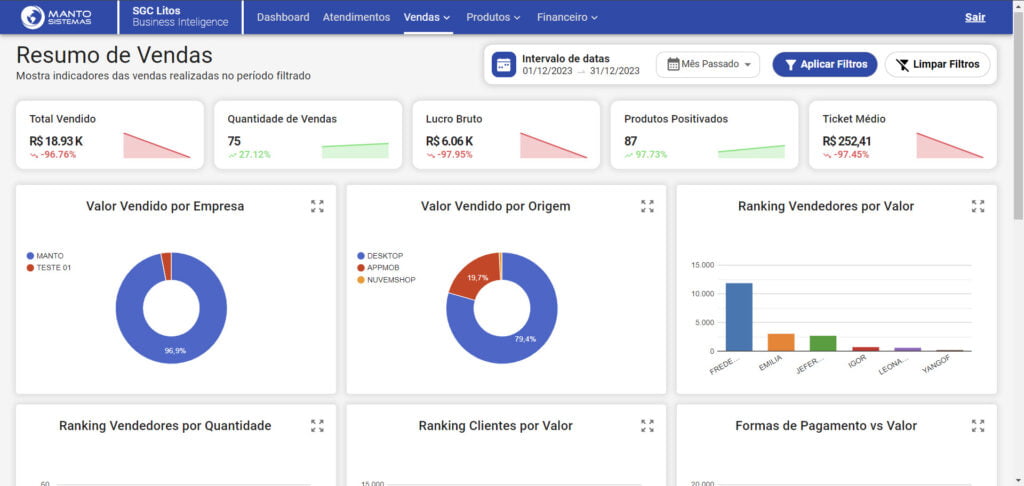 MANTO
SISTEMAS
SGC Litos
Business Inteligence
Dashboard Atendimentos Vendas Produtos Financeiro
Sair
Resumo de Vendas
Mostra indicadores das vendas realizadas no período filtrado
Intervalo de datas
01/12/2023 → 31/12/2023
Mês Passado
Aplicar Filtros
Limpar Filtros
Total Vendido
R$ 18.93 K
-96.76%
Quantidade de Vendas
75
27.12%
Lucro Bruto
R$ 6.06 K
-97.95%
Produtos Positivados
87
97.73%
Ticket Médio
R$ 252,41
-97.45%
Valor Vendido por Empresa
MANTO
TESTE 01
96,9%
Valor Vendido por Origem
DESKTOP
APPMOB
NUVEMSHOP
19,7%
79,4%
Ranking Vendedores por Valor
15.000
10.000
5.000
0
FREDE...
EMILIA
JEFER...
IGOR
LEONA...
YANGOF
Ranking Vendedores por Quantidade
60
Ranking Clientes por Valor
15.000
Formas de Pagamento vs Valor
20.000